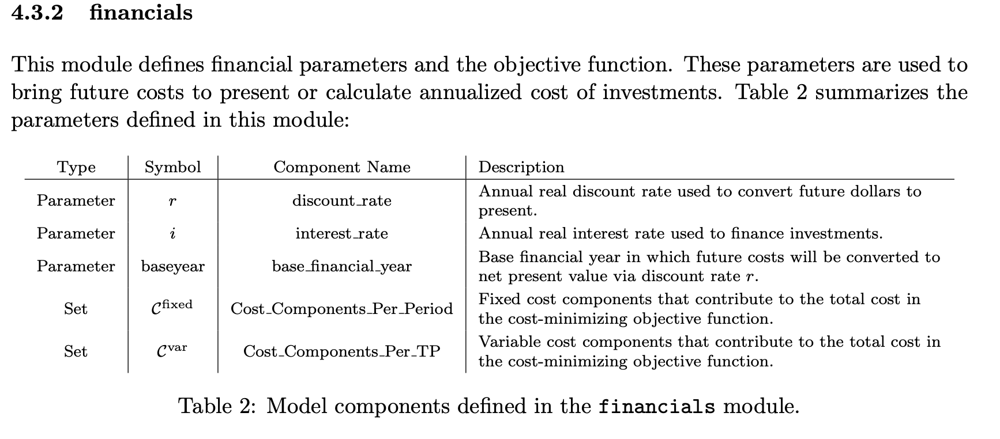 4.3.2 financials
This module defines financial parameters and the objective function. These parameters are used to
bring future costs to present or calculate annualized cost of investments. Table 2 summarizes the
parameters defined in this module:
Type Symbol Component Name Description
Parameter r discount_rate Annual real discount rate used to convert future dollars to
present.
Parameter i interest_rate Annual real interest rate used to finance investments.
Parameter baseyear base_financial_year Base financial year in which future costs will be converted to
net present value via discount rate r.
Set 𝒞^fixed Cost_Components_Per_Period Fixed cost components that contribute to the total cost in
the cost-minimizing objective function.
Set 𝒞^var Cost_Components_Per_TP Variable cost components that contribute to the total cost in
the cost-minimizing objective function.
Table 2: Model components defined in the financials module.